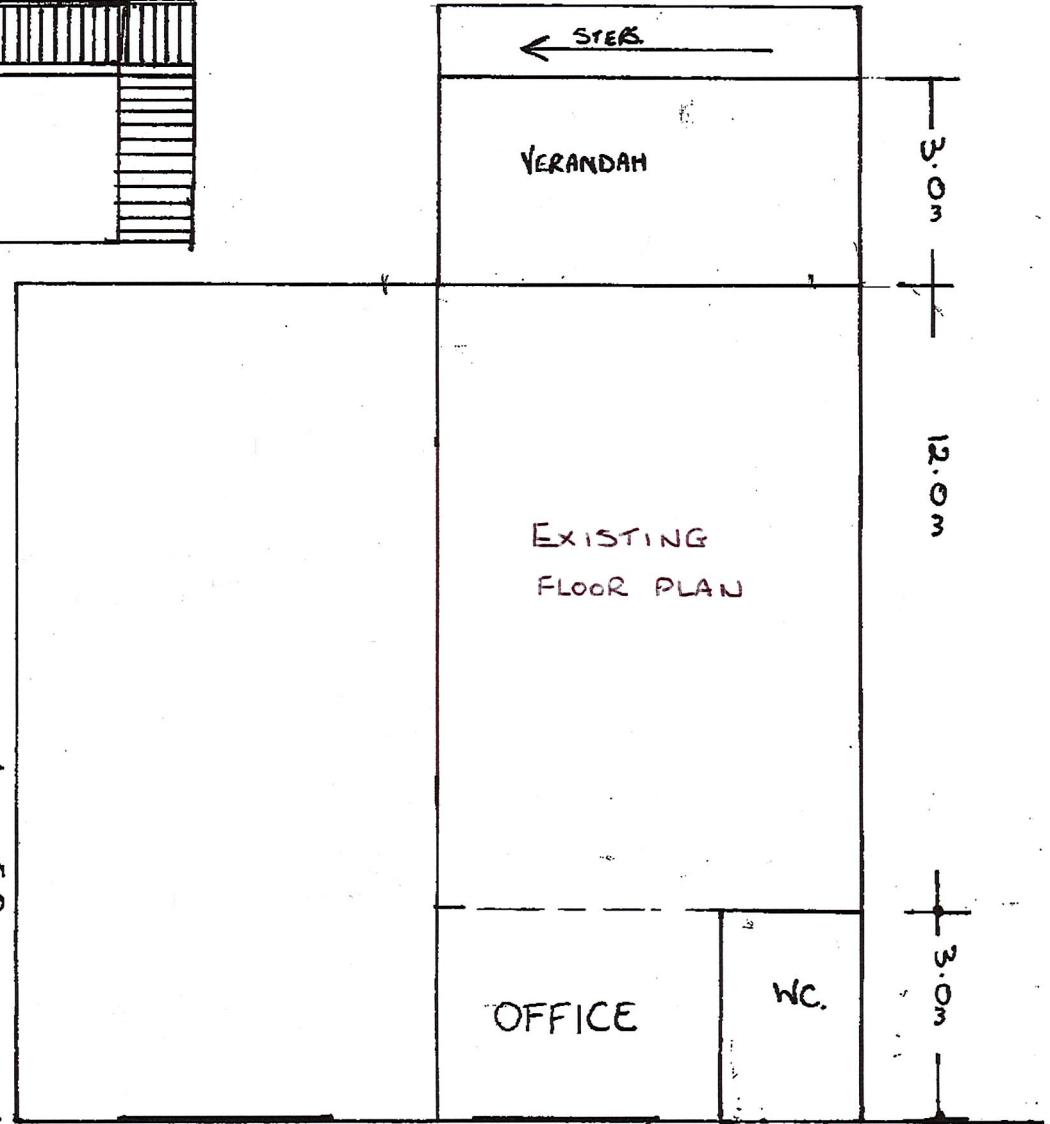 STEPS.
VERANDAH
3.0m
12.0m
EXISTING
FLOOR PLAN
OFFICE
WC.
3.0m